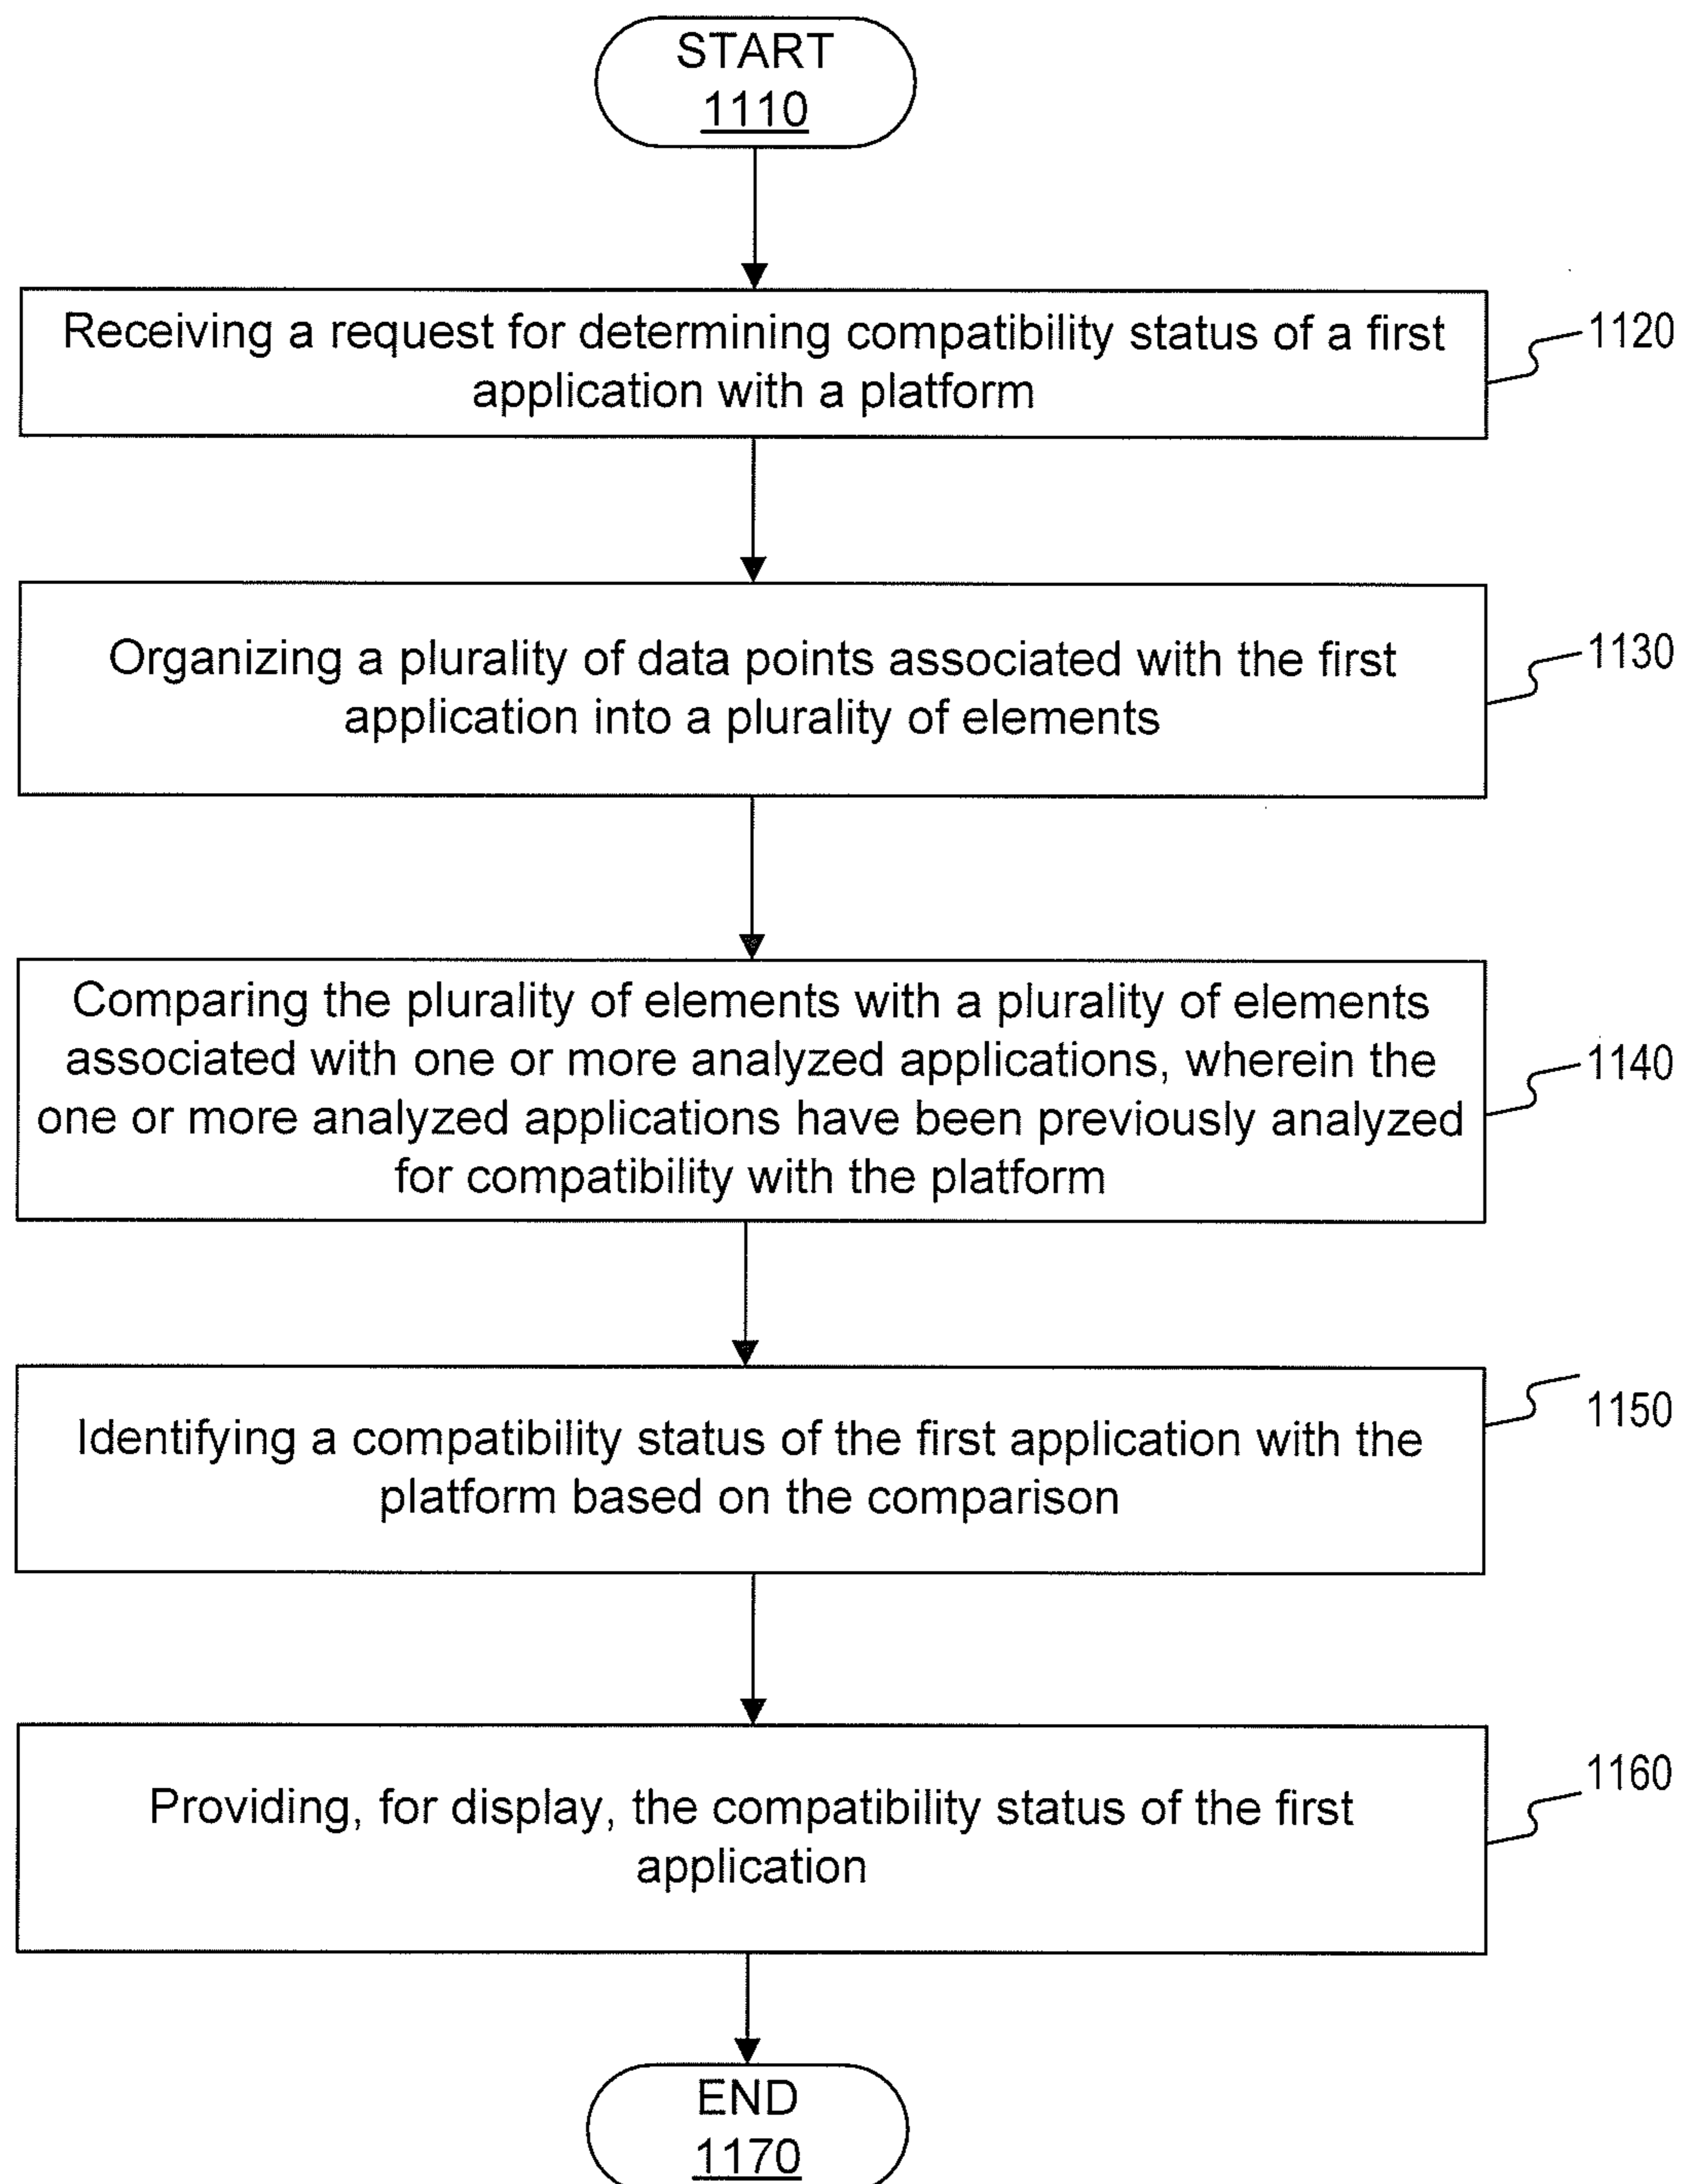 START
1110
Receiving a request for determining compatibility status of a first
application with a platform
1120
Organizing a plurality of data points associated with the first
application into a plurality of elements
1130
Comparing the plurality of elements with a plurality of elements
associated with one or more analyzed applications, wherein the
one or more analyzed applications have been previously analyzed
for compatibility with the platform
1140
Identifying a compatibility status of the first application with the
platform based on the comparison
1150
Providing, for display, the compatibility status of the first
application
1160
END
1170